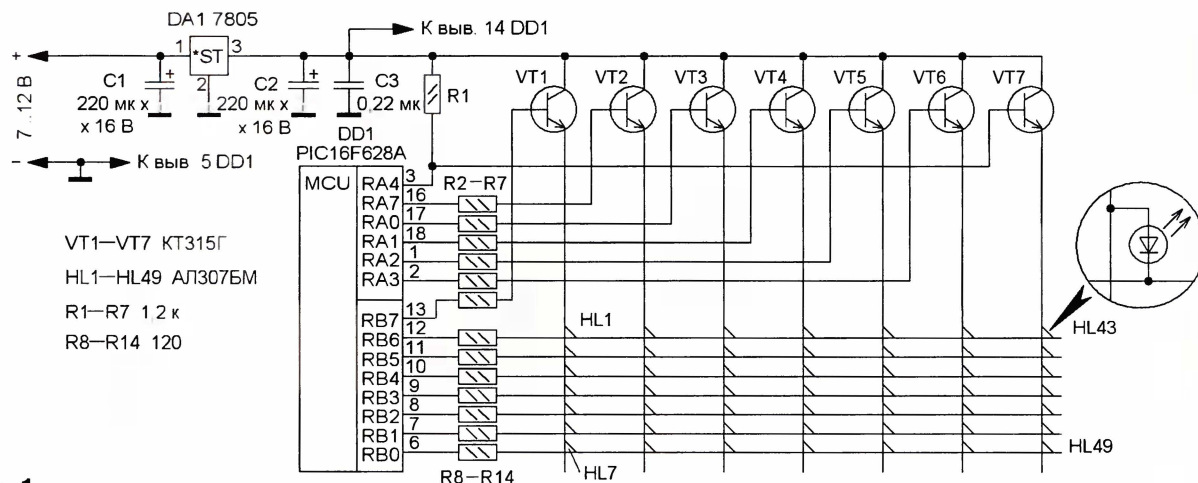 DA1 7805
К выв. 14 DD1
+
1
*ST
3
2
C1
220 мк х
х 16 В
C2
220 мк х
х 16 В
C3
0,22 мк
R1
7...12 В
−
К выв 5 DD1
VT1
VT2
VT3
VT4
VT5
VT6
VT7
DD1
PIC16F628A
MCU
RA4 3
RA7 16
RA0 17
RA1 18
RA2 1
RA3 2
RB7 13
RB6 12
RB5 11
RB4 10
RB3 9
RB2 8
RB1 7
RB0 6
R2−R7
R8−R14
VT1−VT7 КТ315Г
HL1−HL49 АЛ307БМ
R1−R7 1,2 к
R8−R14 120
HL1
HL43
HL49
HL7